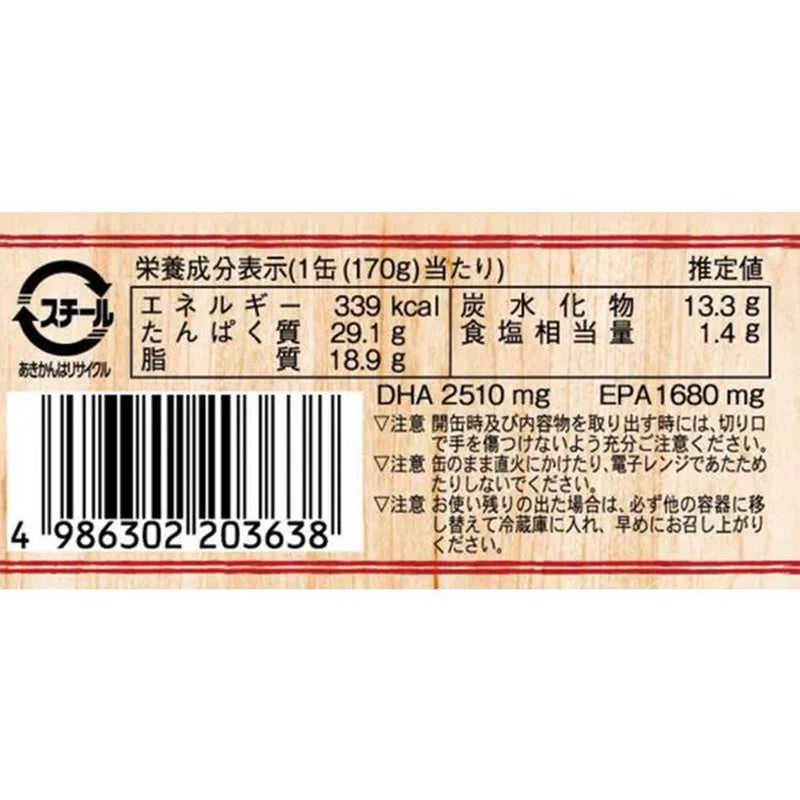 栄養成分表示(1缶(170g)当たり) 推定値
エネルギー 339 kcal 炭水化物 13.3 g
たんぱく質 29.1 g 食塩相当量 1.4 g
脂質 18.9 g
スチール
あきかんはリサイクル
DHA 2510 mg EPA1680 mg
▽注意 開缶時及び内容物を取り出す時には、切り口
で手を傷つけないよう充分ご注意ください。
▽注意 缶のまま直火にかけたり、電子レンジであたため
たりしないでください。
▽注意 お使い残りの出た場合は、必ず他の容器に移
し替えて冷蔵庫に入れ、早めにお召し上がり
ください。
4 986302 203638